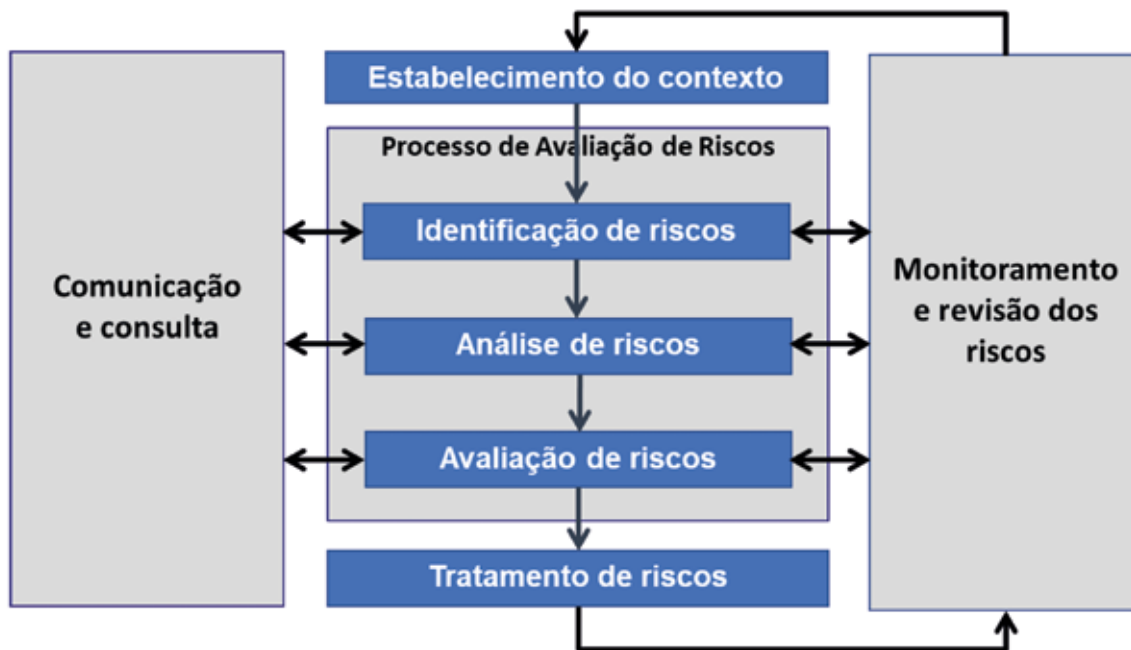 Estabelecimento do contexto
Processo de Avaliação de Riscos
Identificação de riscos
Comunicação
e consulta
Análise de riscos
Monitoramento
e revisão dos
riscos
Avaliação de riscos
Tratamento de riscos